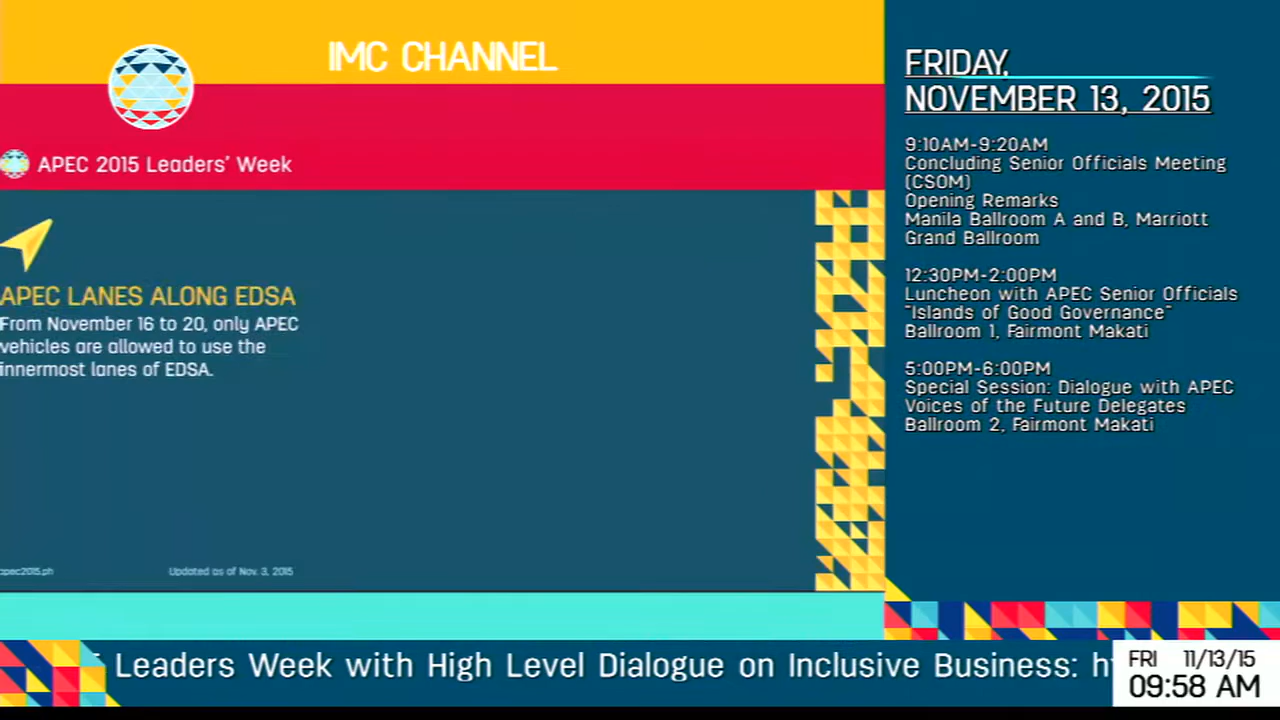 IMC CHANNEL
APEC 2015 Leaders' Week
APEC LANES ALONG EDSA
From November 16 to 20, only APEC
vehicles are allowed to use the
innermost lanes of EDSA.
apec2015.ph
Updated as of Nov. 3, 2015
FRIDAY,
NOVEMBER 13, 2015
9:10AM-9:20AM
Concluding Senior Officials Meeting
(CSOM)
Opening Remarks
Manila Ballroom A and B, Marriott
Grand Ballroom
12:30PM-2:00PM
Luncheon with APEC Senior Officials
"Islands of Good Governance"
Ballroom 1, Fairmont Makati
5:00PM-6:00PM
Special Session: Dialogue with APEC
Voices of the Future Delegates
Ballroom 2, Fairmont Makati
Leaders Week with High Level Dialogue on Inclusive Business:
FRI 11/13/15
09:58 AM